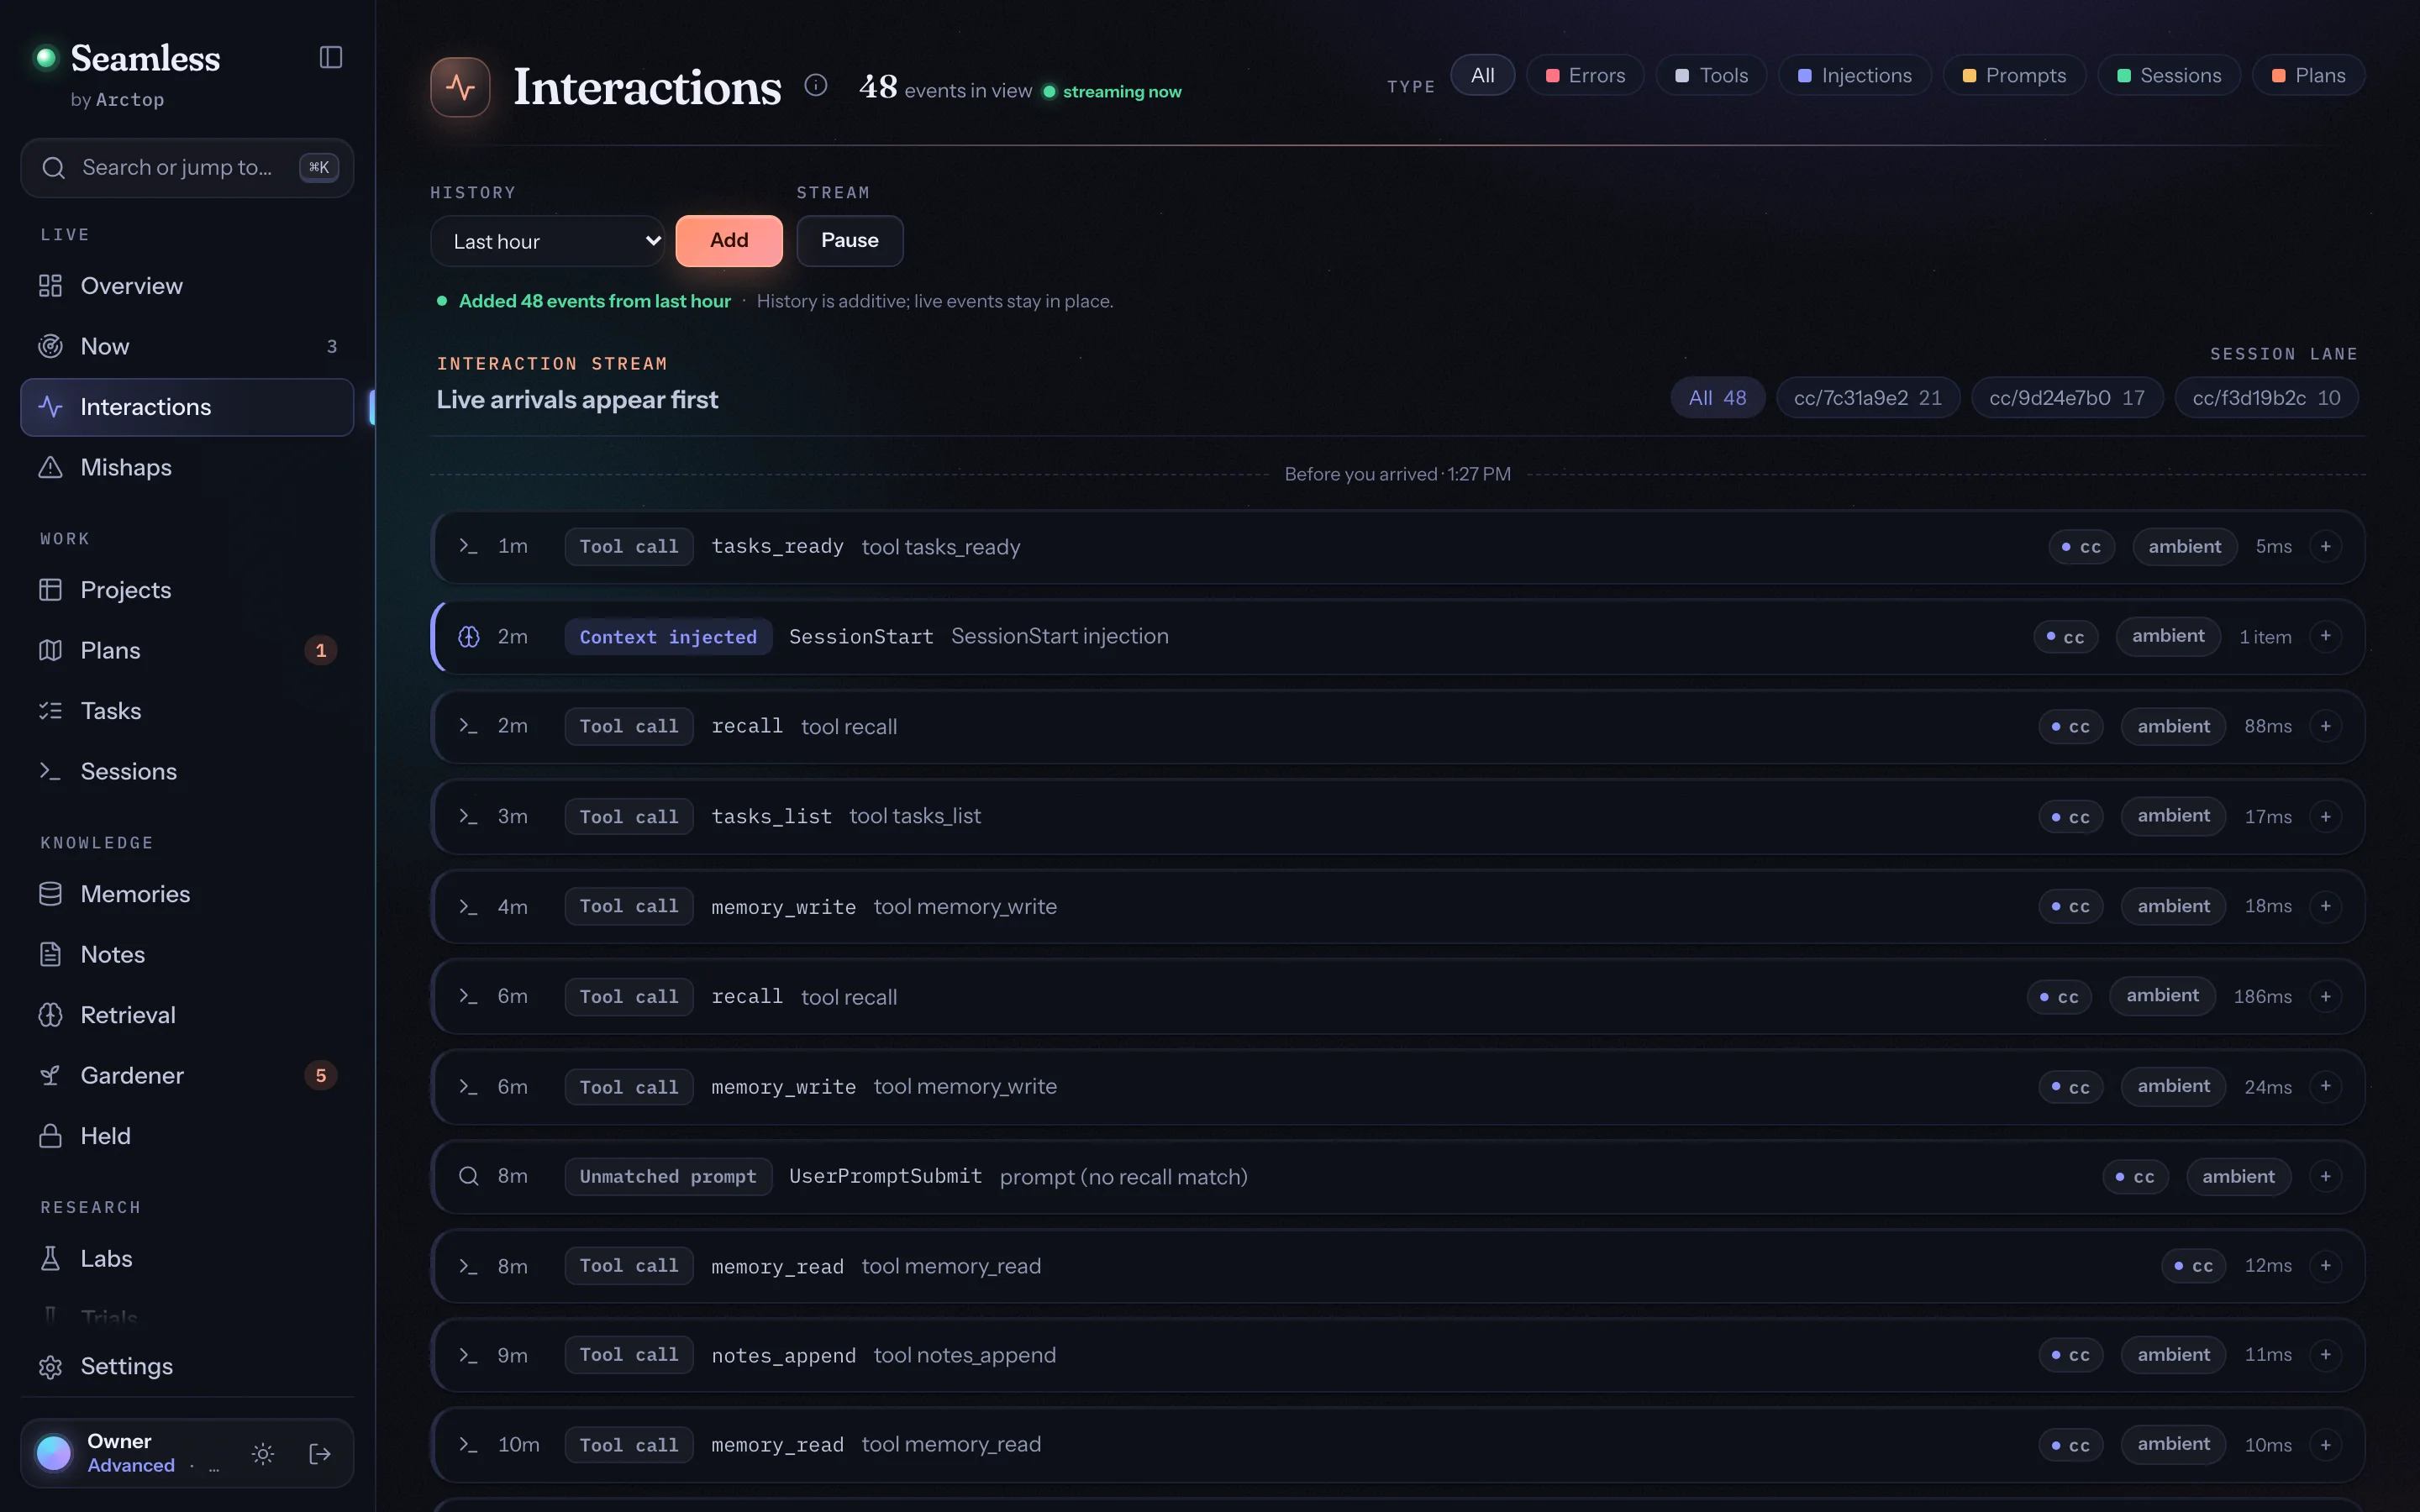 Seamless
by Arctop
Search or jump to... ⌘K
LIVE
Overview
Now 3
Interactions
Mishaps
WORK
Projects
Plans 1
Tasks
Sessions
KNOWLEDGE
Memories
Notes
Retrieval
Gardener 5
Held
RESEARCH
Labs
Trials
Settings
Owner
Advanced · ...
Interactions 48 events in view streaming now
TYPE All Errors Tools Injections Prompts Sessions Plans
HISTORY STREAM
Last hour Add Pause
Added 48 events from last hour · History is additive; live events stay in place.
INTERACTION STREAM
Live arrivals appear first
SESSION LANE
All 48 cc/7c31a9e2 21 cc/9d24e7b0 17 cc/f3d19b2c 10
Before you arrived · 1:27 PM
1m Tool call tasks_ready tool tasks_ready cc ambient 5ms +
2m Context injected SessionStart SessionStart injection cc ambient 1 item +
2m Tool call recall tool recall cc ambient 88ms +
3m Tool call tasks_list tool tasks_list cc ambient 17ms +
4m Tool call memory_write tool memory_write cc ambient 18ms +
6m Tool call recall tool recall cc ambient 186ms +
6m Tool call memory_write tool memory_write cc ambient 24ms +
8m Unmatched prompt UserPromptSubmit prompt (no recall match) cc ambient +
8m Tool call memory_read tool memory_read cc 12ms +
9m Tool call notes_append tool notes_append cc ambient 11ms +
10m Tool call memory_read tool memory_read cc ambient 10ms +